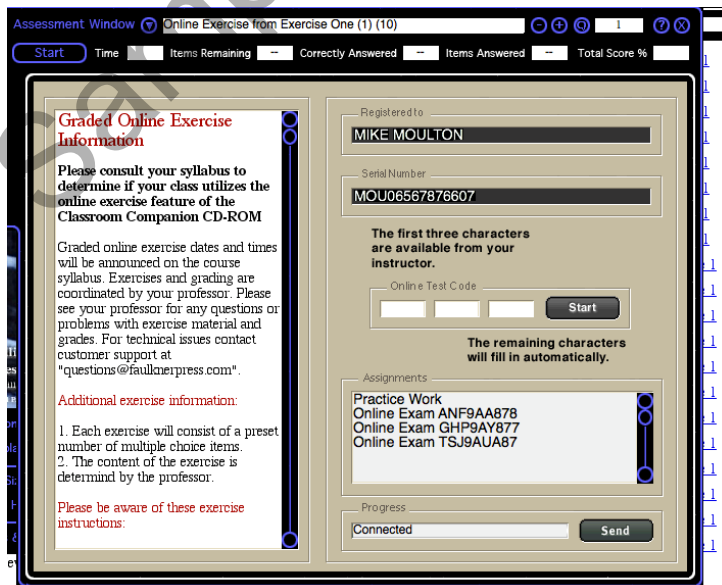 Assessment Window Online Exercise from Exercise One (1) (10) 1
Start Time Items Remaining -- Correctly Answered -- Items Answered -- Total Score %
Graded Online Exercise
Information
Please consult your syllabus to
determine if your class utilizes the
online exercise feature of the
Classroom Companion CD-ROM
Graded online exercise dates and times
will be announced on the course
syllabus. Exercises and grading are
coordinated by your professor. Please
see your professor for any questions or
problems with exercise material and
grades. For technical issues contact
customer support at
"questions@faulknerpress.com".
Additional exercise information:
1. Each exercise will consist of a preset
number of multiple choice items.
2. The content of the exercise is
determind by the professor.
Please be aware of these exercise
instructions:
Registered to
MIKE MOULTON
Serial Number
MOU06567876607
The first three characters
are available from your
instructor.
Online Test Code
Start
The remaining characters
will fill in automatically.
Assignments
Practice Work
Online Exam ANF9AA878
Online Exam GHP9AY877
Online Exam TSJ9AUA87
Progress
Connected
Send